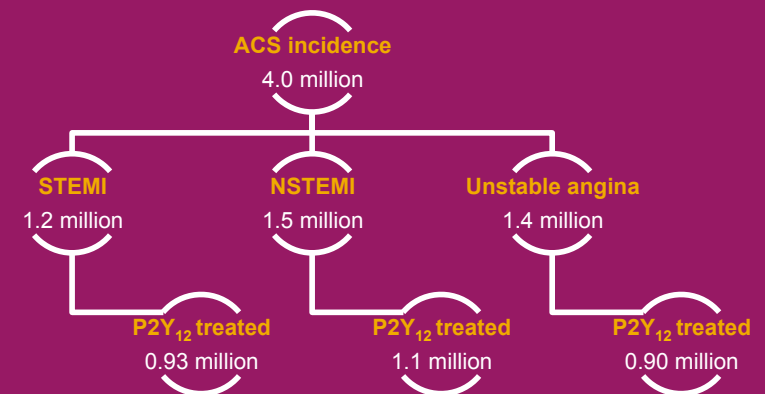 ACS incidence
4.0 million
STEMI
1.2 million
NSTEMI
1.5 million
Unstable angina
1.4 million
P2Y12 treated
0.93 million
P2Y12 treated
1.1 million
P2Y12 treated
0.90 million